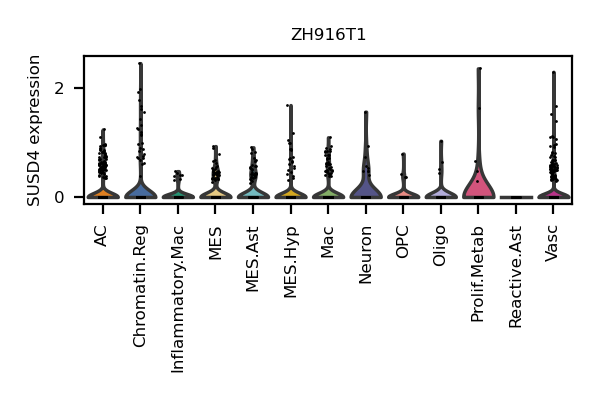 ZH916T1
SUSD4 expression
2
0
AC
Chromatin.Reg
Inflammatory.Mac
MES
MES.Ast
MES.Hyp
Mac
Neuron
OPC
Oligo
Prolif.Metab
Reactive.Ast
Vasc